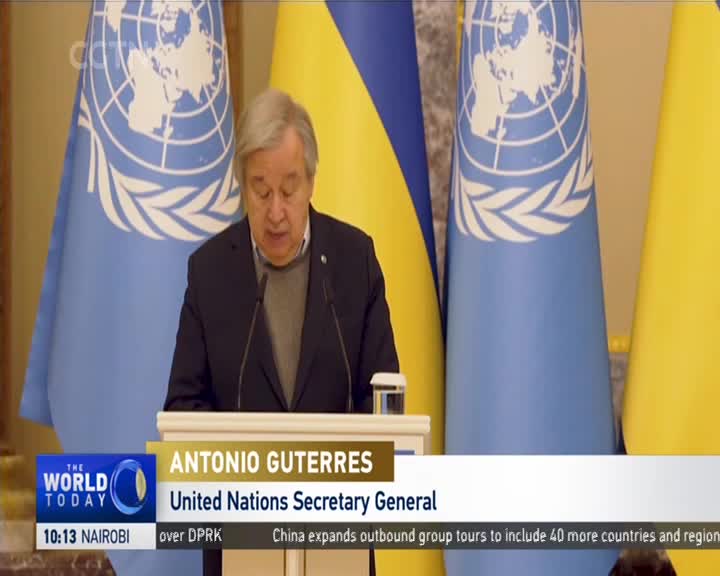 CGTN
ANTONIO GUTERRES
THE
WORLD
TODAY
United Nations Secretary General
10:13 NAIROBI
over DPRK China expands outbound group tours to include 40 more countries and region